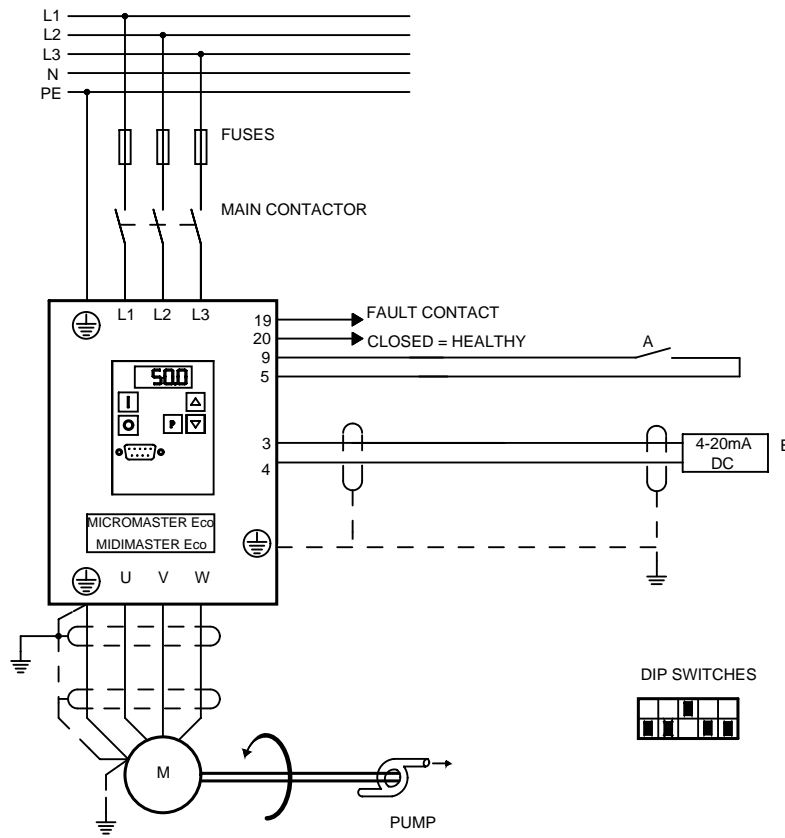 L1
L2
L3
N
PE
FUSES
MAIN CONTACTOR
L1 L2 L3
19 FAULT CONTACT
20 CLOSED = HEALTHY
9 A
5
50.0
I
O P
3 4-20mA
4 DC
MICROMASTER Eco
MIDIMASTER Eco
U V W
DIP SWITCHES
M
PUMP